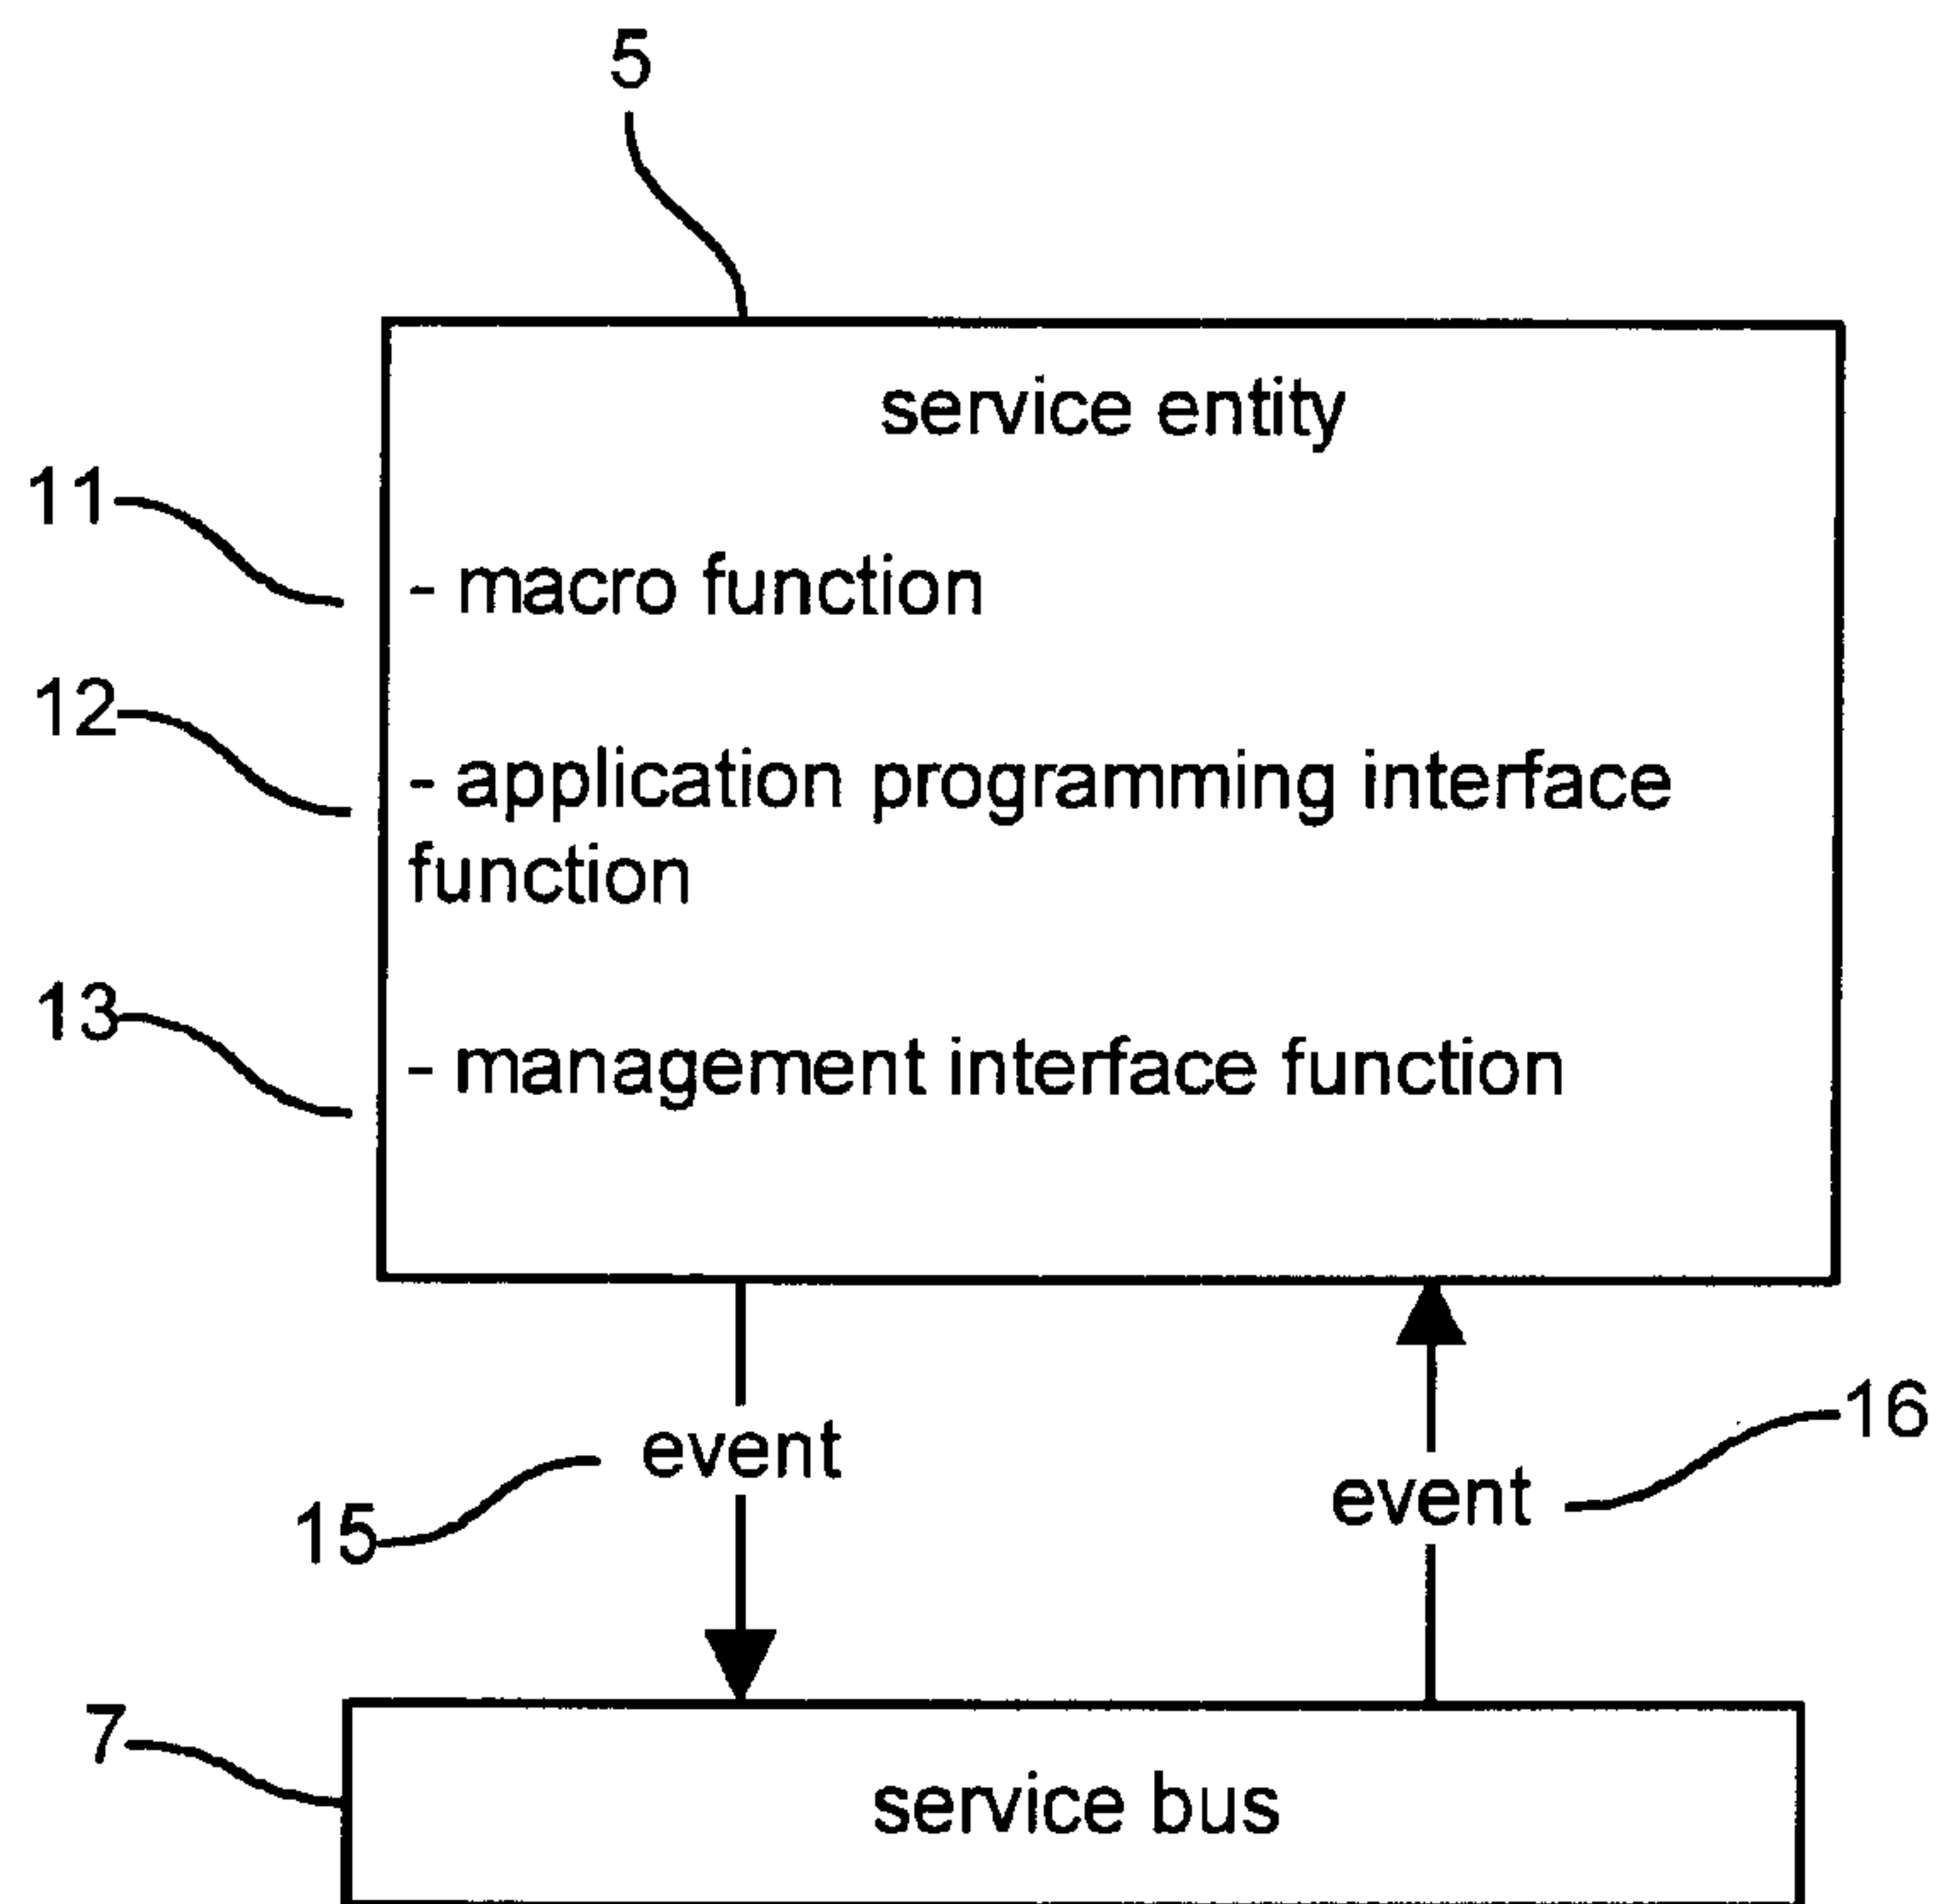 5
service entity
11
- macro function
12
- application programming interface
function
13
- management interface function
16
event
15
event
7
service bus